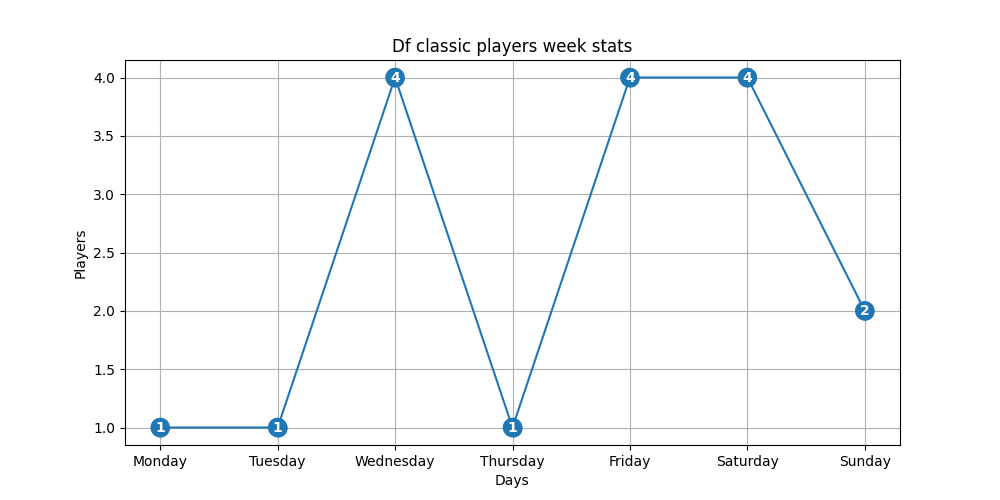 Df classic players week stats
4.0
3.5
3.0
2.5
2.0
1.5
1.0
Players
1
1
4
1
4
4
2
Monday
Tuesday
Wednesday
Thursday
Friday
Saturday
Sunday
Days